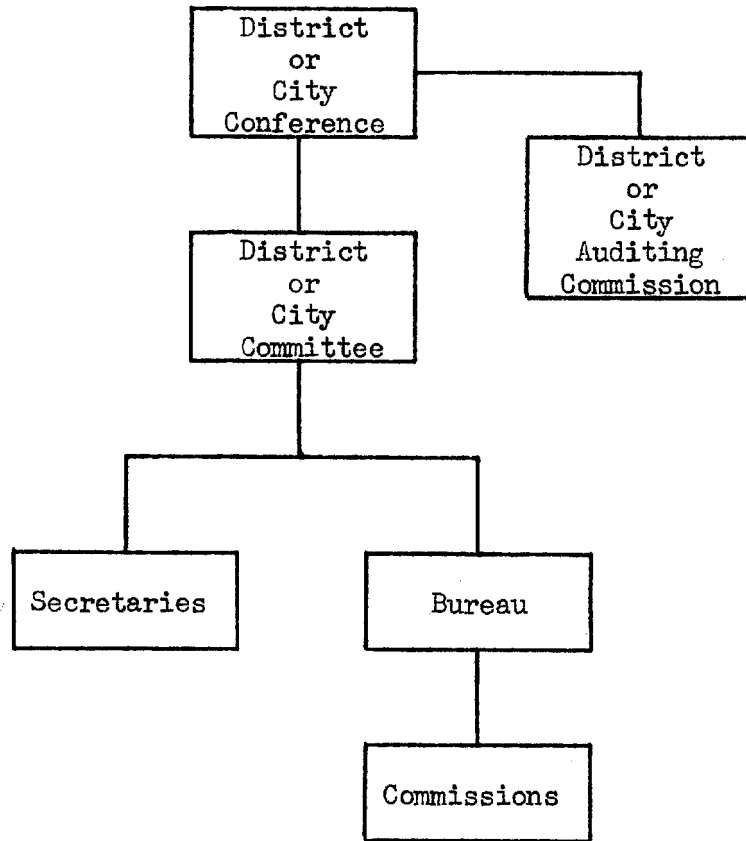 District
or
City
Conference
District
or
City
Auditing
Commission
District
or
City
Committee
Secretaries
Bureau
Commissions